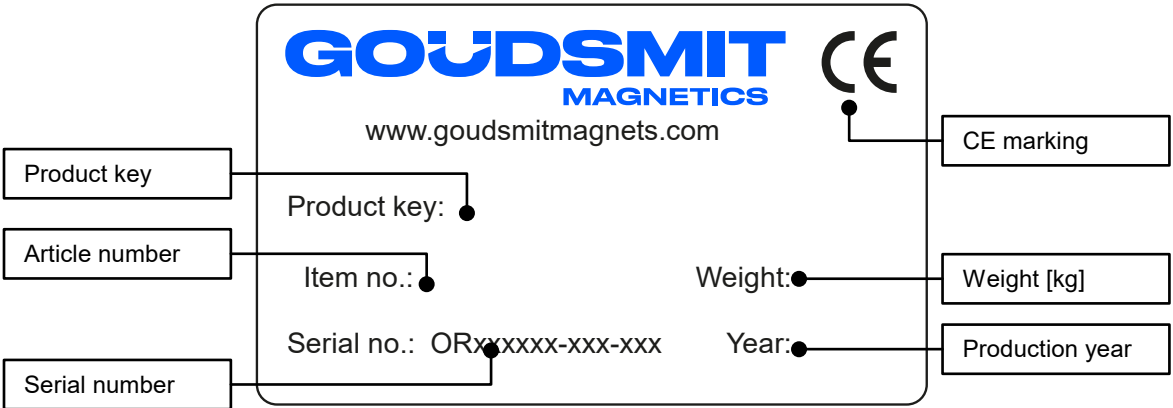 GOUDSMIT
MAGNETICS
CE
www.goudsmitmagnets.com
CE marking
Product key
Product key:
Article number
Item no.:
Weight:
Weight [kg]
Serial no.: ORxxxxxx-xxx-xxx
Year:
Production year
Serial number